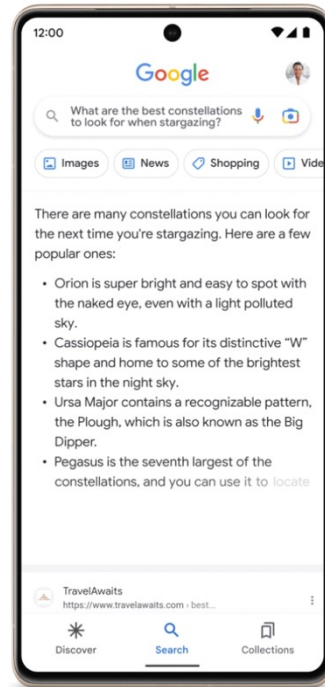 12:00
Google
What are the best constellations
to look for when stargazing?
Images News Shopping Vide
There are many constellations you can look for
the next time you're stargazing. Here are a few
popular ones:
• Orion is super bright and easy to spot with
the naked eye, even with a light polluted
sky.
• Cassiopeia is famous for its distinctive “W”
shape and home to some of the brightest
stars in the night sky.
• Ursa Major contains a recognizable pattern,
the Plough, which is also known as the Big
Dipper.
• Pegasus is the seventh largest of the
constellations, and you can use it to locate
TravelAwaits
https://www.travelawaits.com › best...
Discover Search Collections